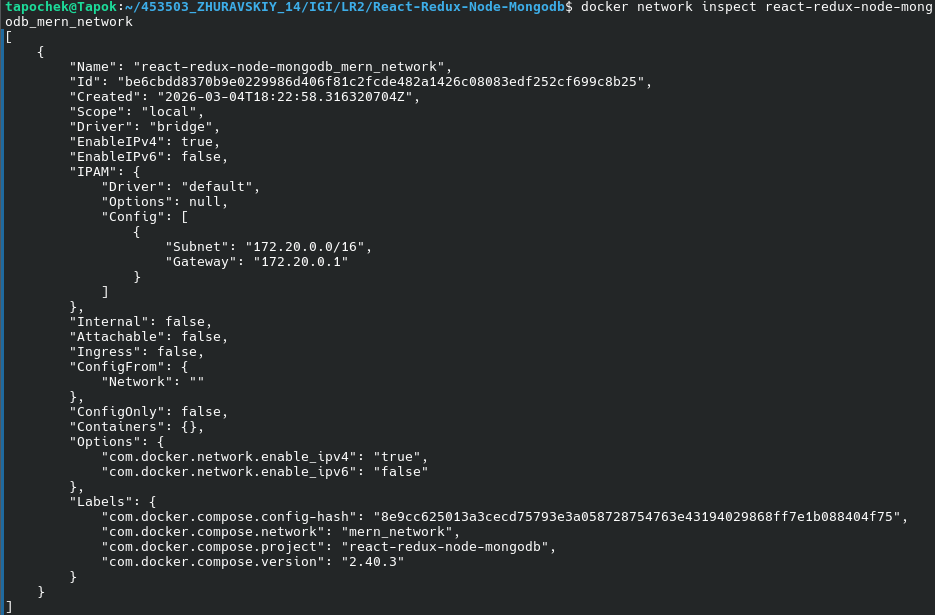 tapochek@Tapok:~/453503_ZHURAVSKIY_14/IGI/LR2/React-Redux-Node-Mongodb$ docker network inspect react-redux-node-mong
odb_mern_network
[
    {
        "Name": "react-redux-node-mongodb_mern_network",
        "Id": "be6cbdd8370b9e0229986d406f81c2fcde482a1426c08083edf252cf699c8b25",
        "Created": "2026-03-04T18:22:58.316320704Z",
        "Scope": "local",
        "Driver": "bridge",
        "EnableIPv4": true,
        "EnableIPv6": false,
        "IPAM": {
            "Driver": "default",
            "Options": null,
            "Config": [
                {
                    "Subnet": "172.20.0.0/16",
                    "Gateway": "172.20.0.1"
                }
            ]
        },
        "Internal": false,
        "Attachable": false,
        "Ingress": false,
        "ConfigFrom": {
            "Network": ""
        },
        "ConfigOnly": false,
        "Containers": {},
        "Options": {
            "com.docker.network.enable_ipv4": "true",
            "com.docker.network.enable_ipv6": "false"
        },
        "Labels": {
            "com.docker.compose.config-hash": "8e9cc625013a3cecd75793e3a058728754763e43194029868ff7e1b088404f75",
            "com.docker.compose.network": "mern_network",
            "com.docker.compose.project": "react-redux-node-mongodb",
            "com.docker.compose.version": "2.40.3"
        }
    }
]